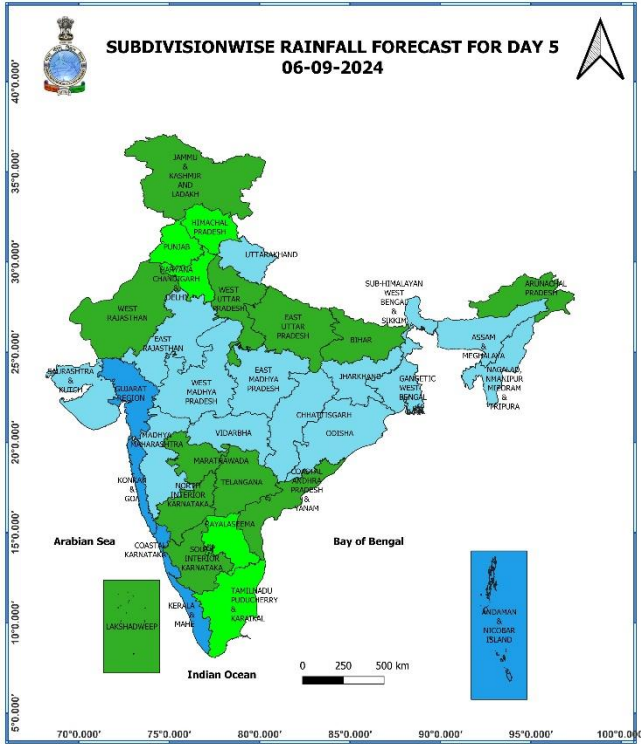 SUBDIVISIONWISE RAINFALL FORECAST FOR DAY 5
06-09-2024
40°0.000'
35°0.000'
30°0.000'
25°0.000'
20°0.000'
15°0.000'
10°0.000'
5°0.000'
JAMMU
&
KASHMIR
AND
LADAKH
HIMACHAL
PRADESH
PUNJAB
UTTARAKHAND
HARYANA
CHANDIGARH
&
DELHI
WEST
RAJASTHAN
WEST
UTTAR
PRADESH
EAST
UTTAR
PRADESH
SUB-HIMALAYAN
WEST
BENGAL
&
SIKKIM
ARUNACHAL
PRADESH
BIHAR
EAST
RAJASTHAN
ASSAM
&
MEGHALAYA
SAURASHTRA
&
KUTCH
GUJARAT
REGION
WEST
MADHYA
PRADESH
EAST
MADHYA
PRADESH
JHARKHAND
GANGETIC
WEST
BENGAL
NAGALAD,
NMANIPUR
MIZORAM
&
TRIPURA
CHHATTISGARH
ODISHA
VIDARBHA
MADHYA
MAHARASHTRA
MARATHAWADA
KONKAN
&
GOA
NORTH
INTERIOR
KARNATAKA
TELANGANA
COASTAL
ANDHRA
PRADESH
&
YANAM
RAYALASEEMA
Arabian Sea
COASTAL
KARNATAKA
SOUTH
INTERIOR
KARNATAKA
Bay of Bengal
LAKSHADWEEP
KERALA
&
MAHE
TAMILNADU
PUDUCHERRY
&
KARAIKAL
ANDAMAN
&
NICOBAR
ISLAND
Indian Ocean
0 250 500 km
70°0.000' 75°0.000' 80°0.000' 85°0.000' 90°0.000' 95°0.000' 100°0.000'